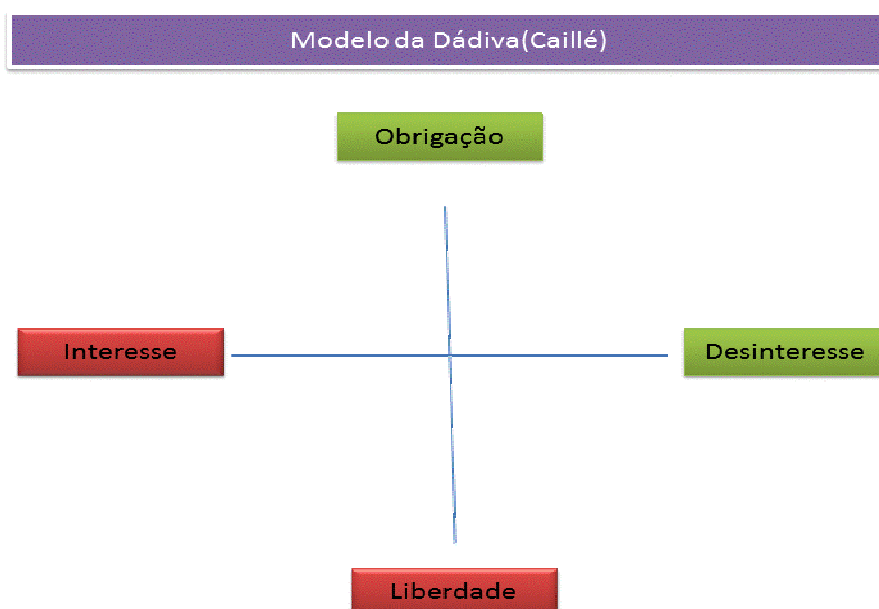 Modelo da Dádiva(Caillé)
Obrigação
Interesse
Desinteresse
Liberdade